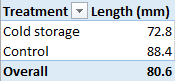 Treatment Length (mm)
Cold storage 72.8
Control 88.4
Overall 80.6